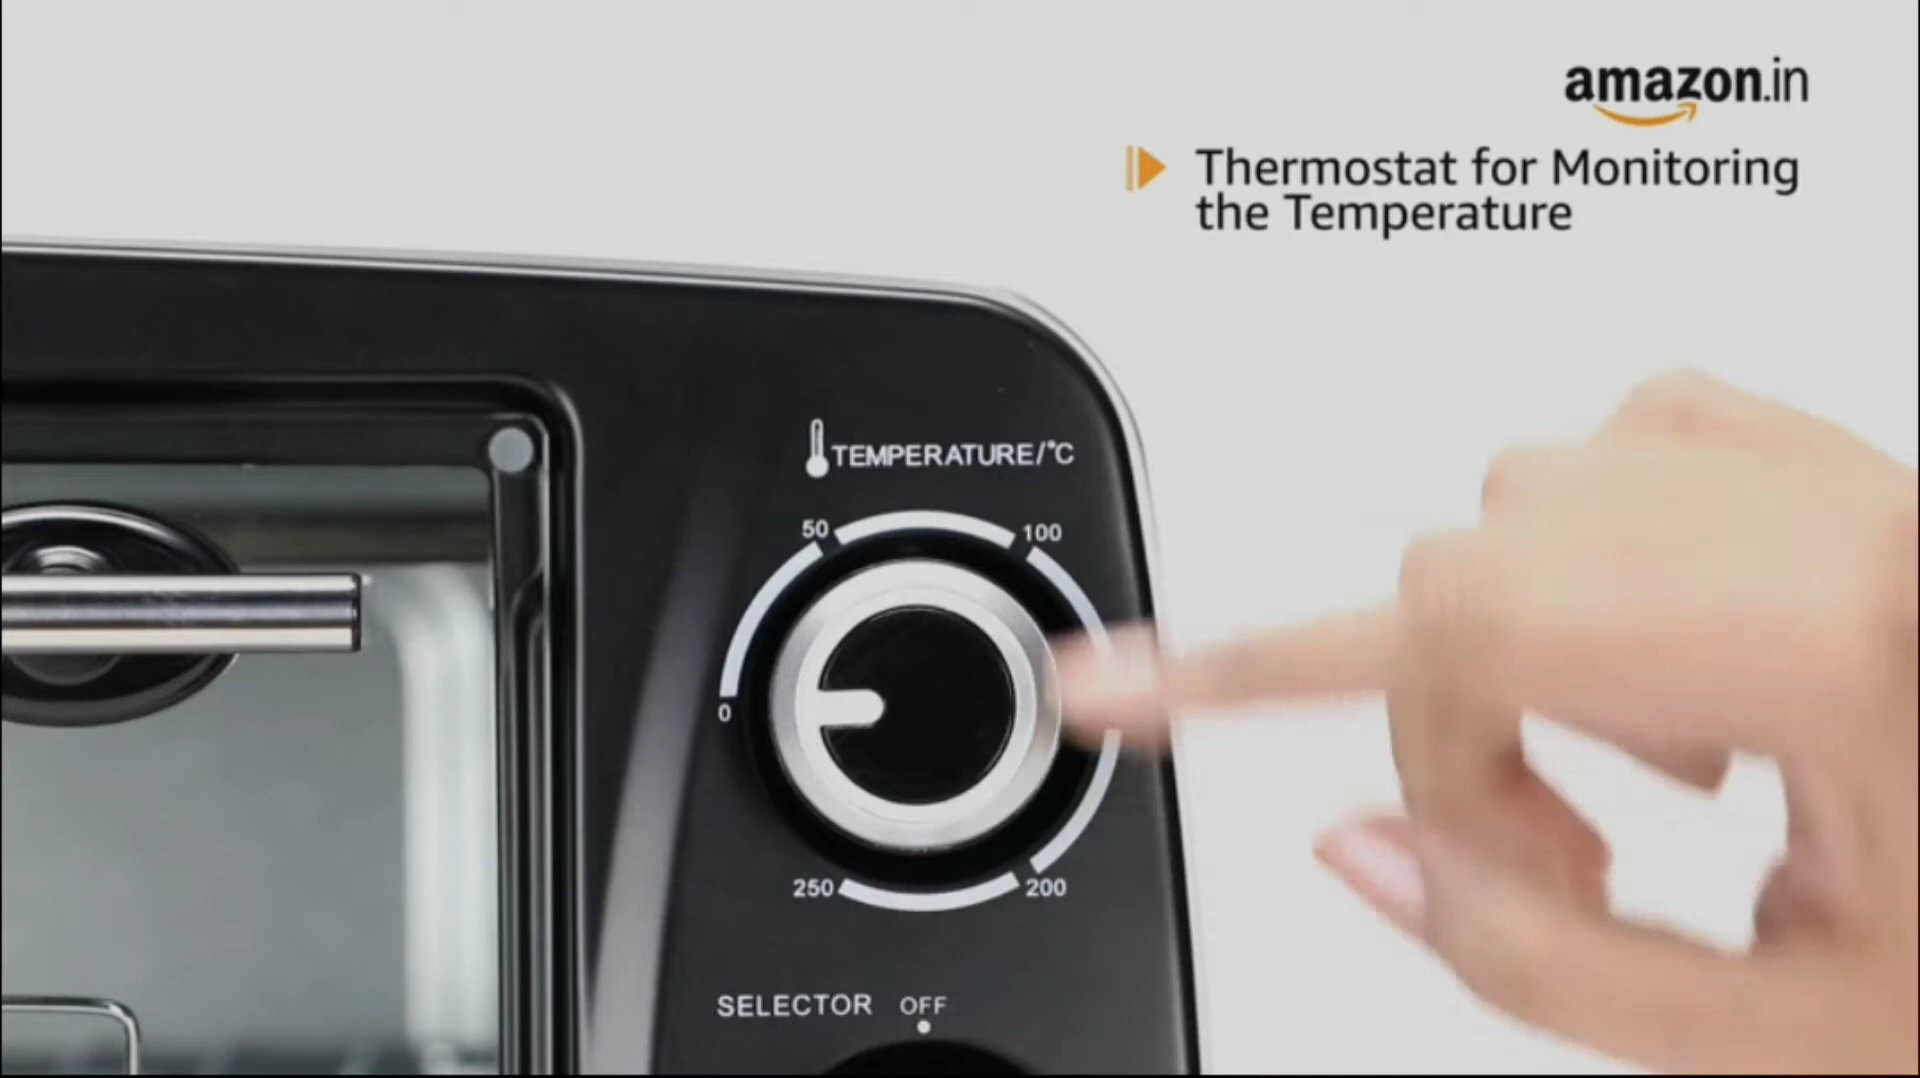 amazon.in
Thermostat for Monitoring
the Temperature
TEMPERATURE/°C
50
100
0
250
200
SELECTOR OFF